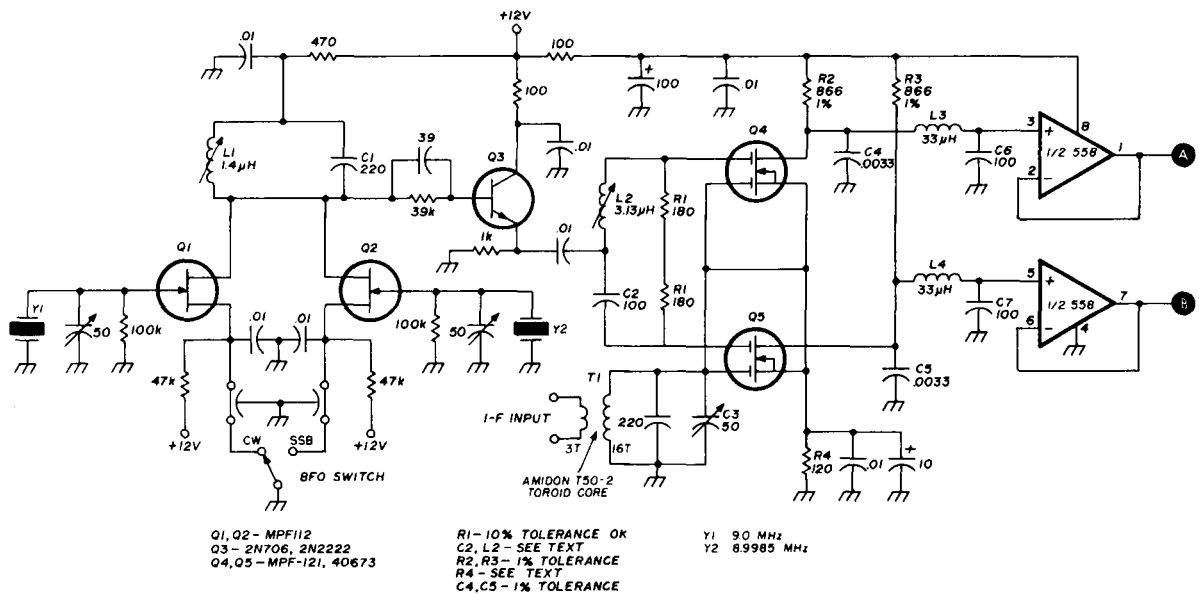 +12V
.01
470
100
100
+
100
.01
R2
866
1%
R3
866
1%
L1
1.4µH
C1
220
39
39k
Q3
.01
Q4
C4
.0033
L3
33µH
C6
100
3
+
2
−
1/2 558
8
1
A
L2
3.13µH
R1
180
1k
.01
Q1
Q2
C2
100
R1
180
L4
33µH
C7
100
5
+
6
−
1/2 558
4
7
B
Y1
50
100k
.01
.01
100k
50
Y2
Q5
C5
.0033
47k
47k
+12V
+12V
CW
SSB
BFO SWITCH
I-F INPUT
T1
3T
16T
220
C3
50
AMIDON T50-2
TOROID CORE
R4
120
.01
+
10
Q1, Q2 - MPF112
Q3 - 2N706, 2N2222
Q4, Q5 - MPF-121, 40673
R1 - 10% TOLERANCE OK
C2, L2 - SEE TEXT
R2, R3 - 1% TOLERANCE
R4 - SEE TEXT
C4, C5 - 1% TOLERANCE
Y1 9.0 MHz
Y2 8.9985 MHz